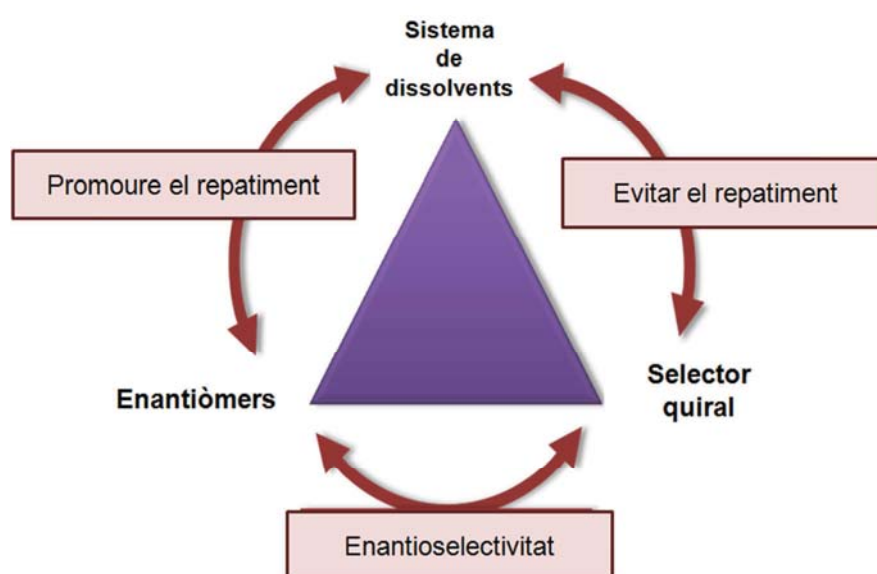 Sistema
de
dissolvents
Promoure el repatiment
Evitar el repatiment
Enantiòmers
Selector
quiral
Enantioselectivitat